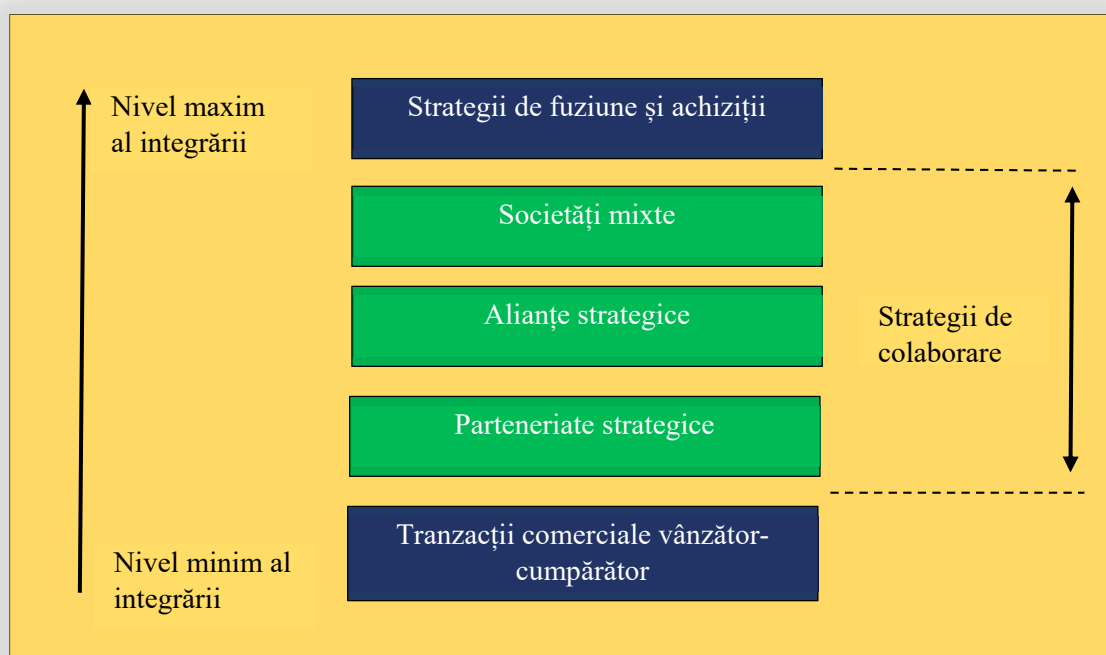 Nivel maxim
al integrării
Strategii de fuziune și achiziții
Societăți mixte
Alianțe strategice
Strategii de
colaborare
Parteneriate strategice
Tranzacții comerciale vânzător-
cumpărător
Nivel minim al
integrării